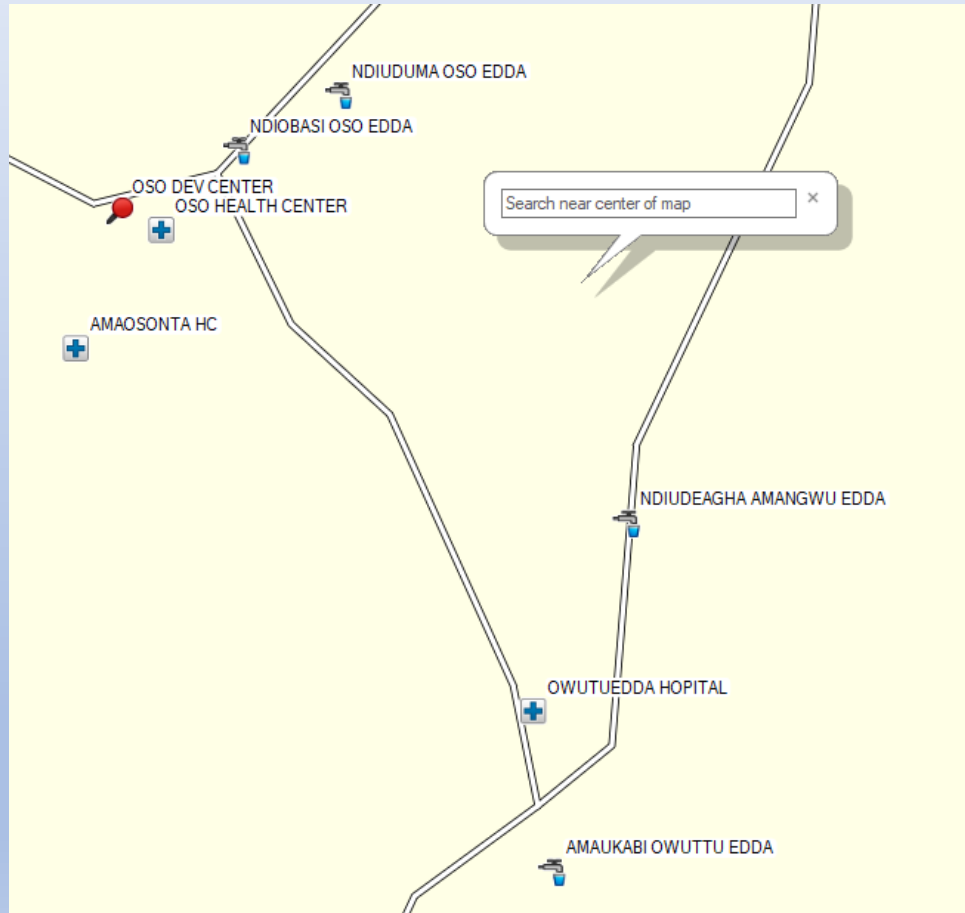 NDIUDUMA OSO EDDA
NDIOBASI OSO EDDA
OSO DEV CENTER
OSO HEALTH CENTER
Search near center of map
×
AMAOSONTA HC
NDIUDEAGHA AMANGWU EDDA
OWUTUEDDA HOPITAL
AMAUKABI OWUTTU EDDA